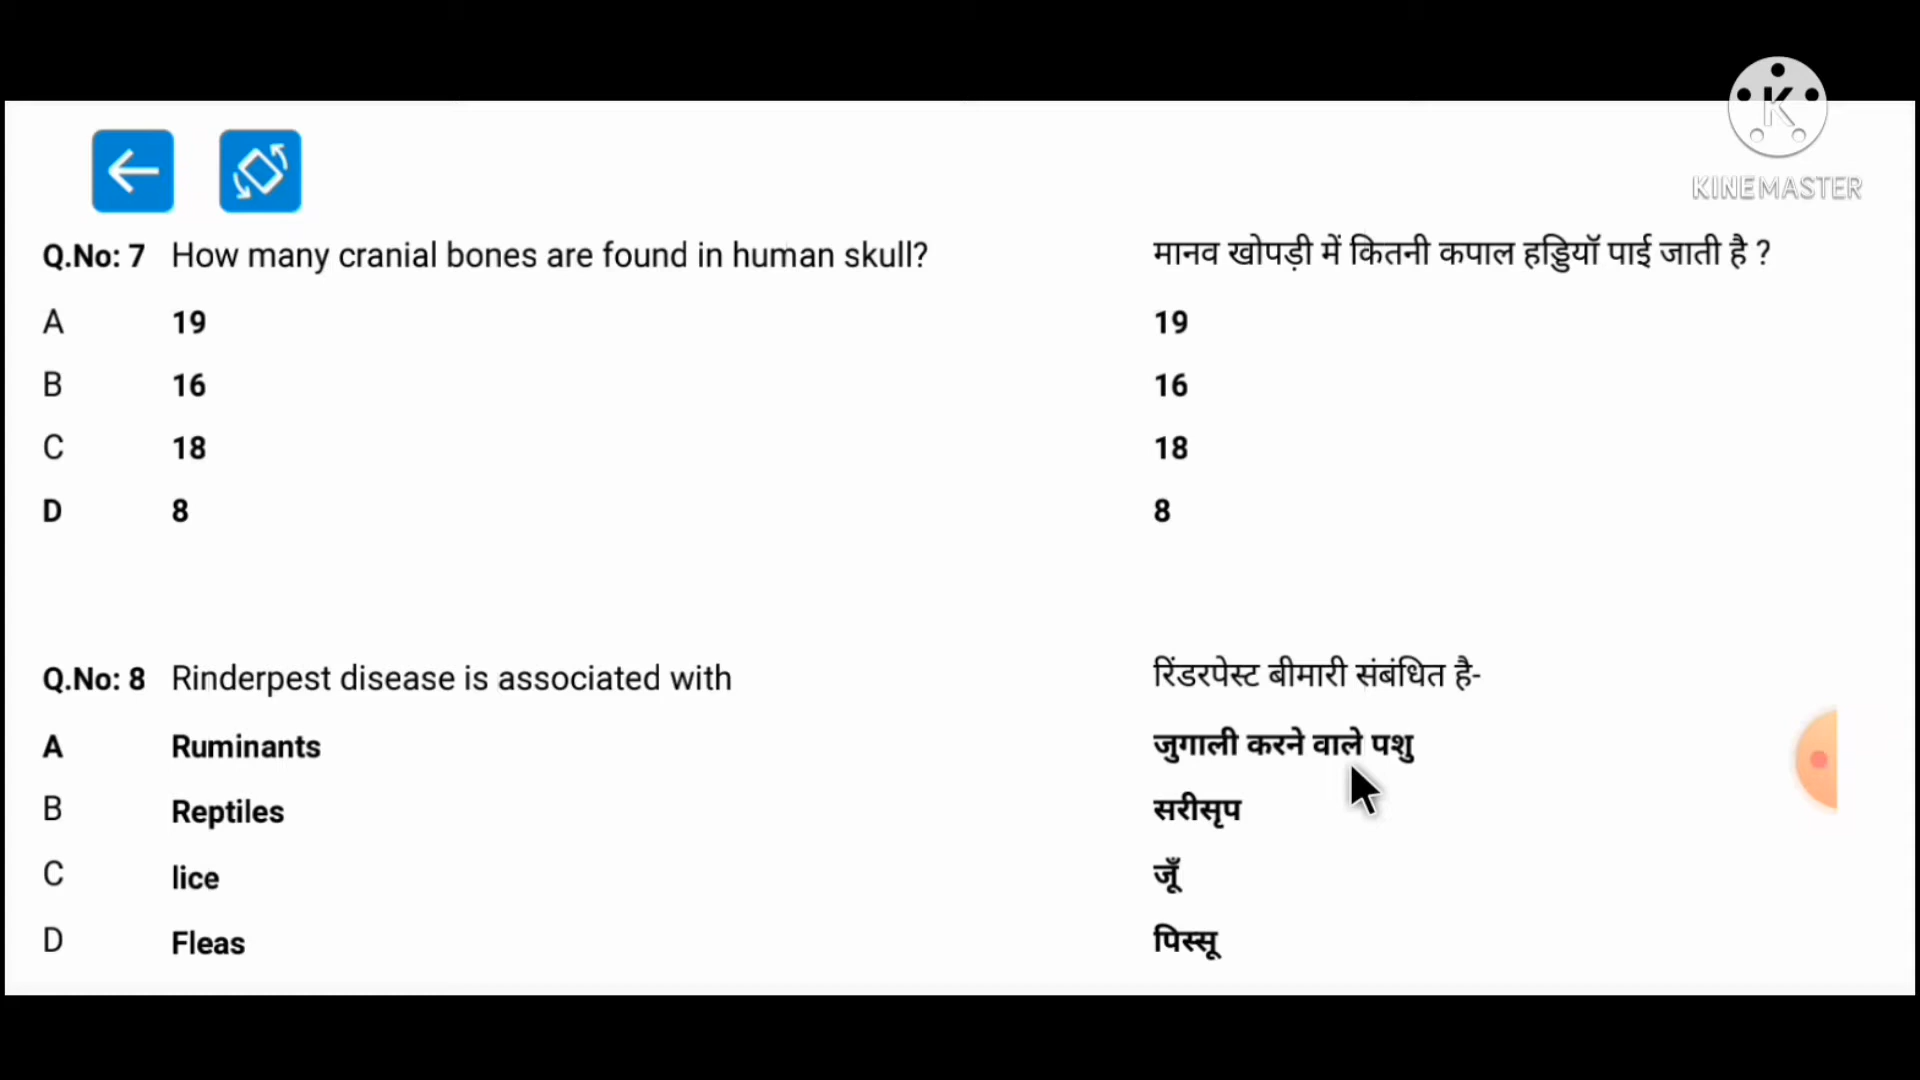 K
KINEMASTER
Q.No: 7 How many cranial bones are found in human skull? मानव खोपड़ी में कितनी कपाल हड्डियॉ पाई जाती है ?
A 19 19
B 16 16
C 18 18
D 8 8
Q.No: 8 Rinderpest disease is associated with रिंडरपेस्ट बीमारी संबंधित है-
A Ruminants जुगाली करने वाले पशु
B Reptiles सरीसृप
C lice जूँ
D Fleas पिस्सू